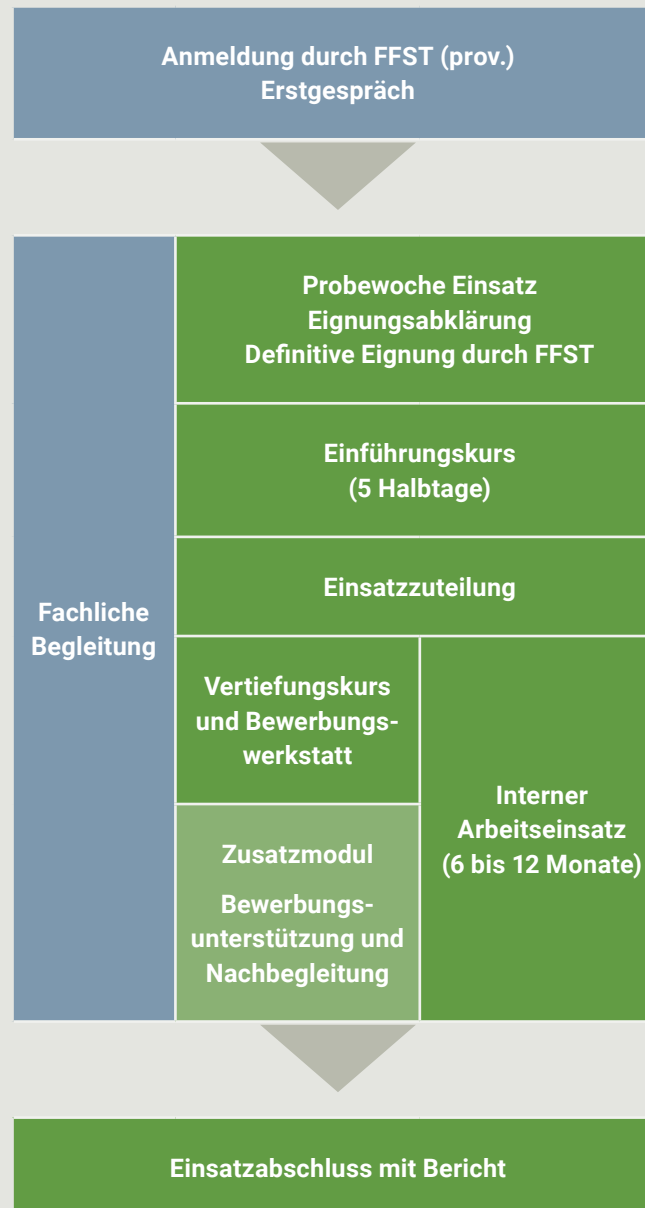 Anmeldung durch FFST (prov.)
Erstgespräch
Fachliche
Begleitung
Probewoche Einsatz
Eignungsabklärung
Definitive Eignung durch FFST
Einführungskurs
(5 Halbtage)
Einsatzzuteilung
Vertiefungskurs
und Bewerbungs-
werkstatt
Zusatzmodul
Bewerbungs-
unterstützung und
Nachbegleitung
Interner
Arbeitseinsatz
(6 bis 12 Monate)
Einsatzabschluss mit Bericht